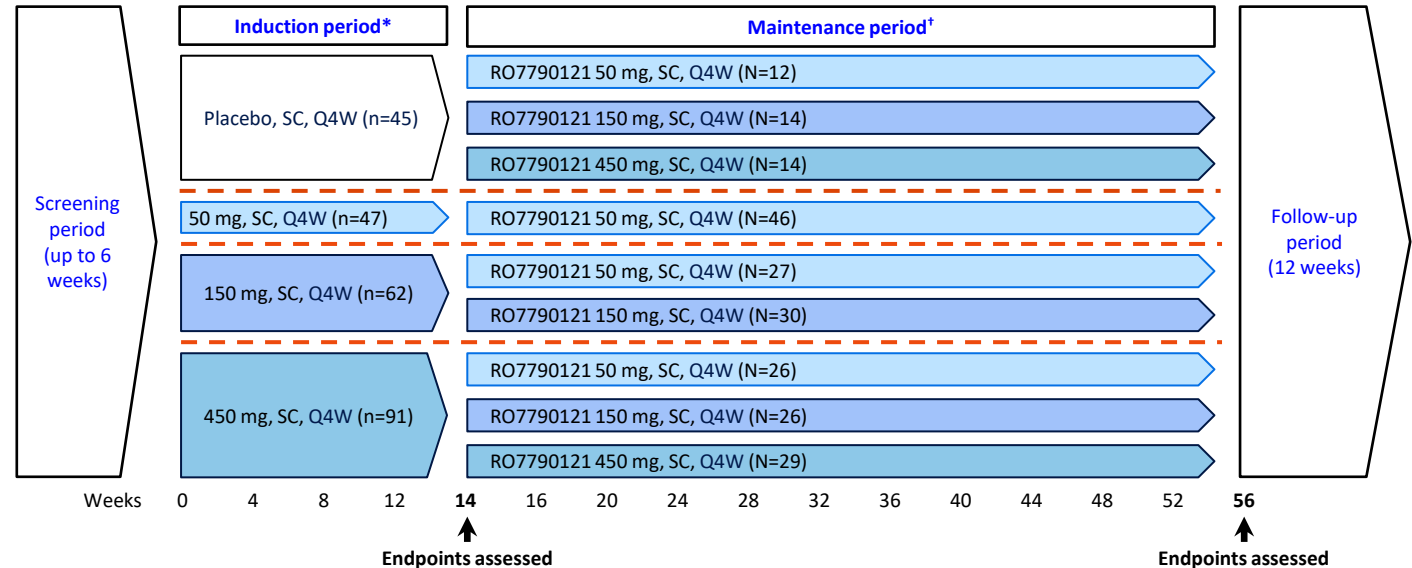 Induction period*
Maintenance period†
Screening
period
(up to 6
weeks)
Placebo, SC, Q4W (n=45)
RO7790121 50 mg, SC, Q4W (N=12)
RO7790121 150 mg, SC, Q4W (N=14)
RO7790121 450 mg, SC, Q4W (N=14)
50 mg, SC, Q4W (n=47)
RO7790121 50 mg, SC, Q4W (N=46)
150 mg, SC, Q4W (n=62)
RO7790121 50 mg, SC, Q4W (N=27)
RO7790121 150 mg, SC, Q4W (N=30)
450 mg, SC, Q4W (n=91)
RO7790121 50 mg, SC, Q4W (N=26)
RO7790121 150 mg, SC, Q4W (N=26)
RO7790121 450 mg, SC, Q4W (N=29)
Follow-up
period
(12 weeks)
Weeks 0 4 8 12 14 16 20 24 28 32 36 40 44 48 52 56
Endpoints assessed
Endpoints assessed